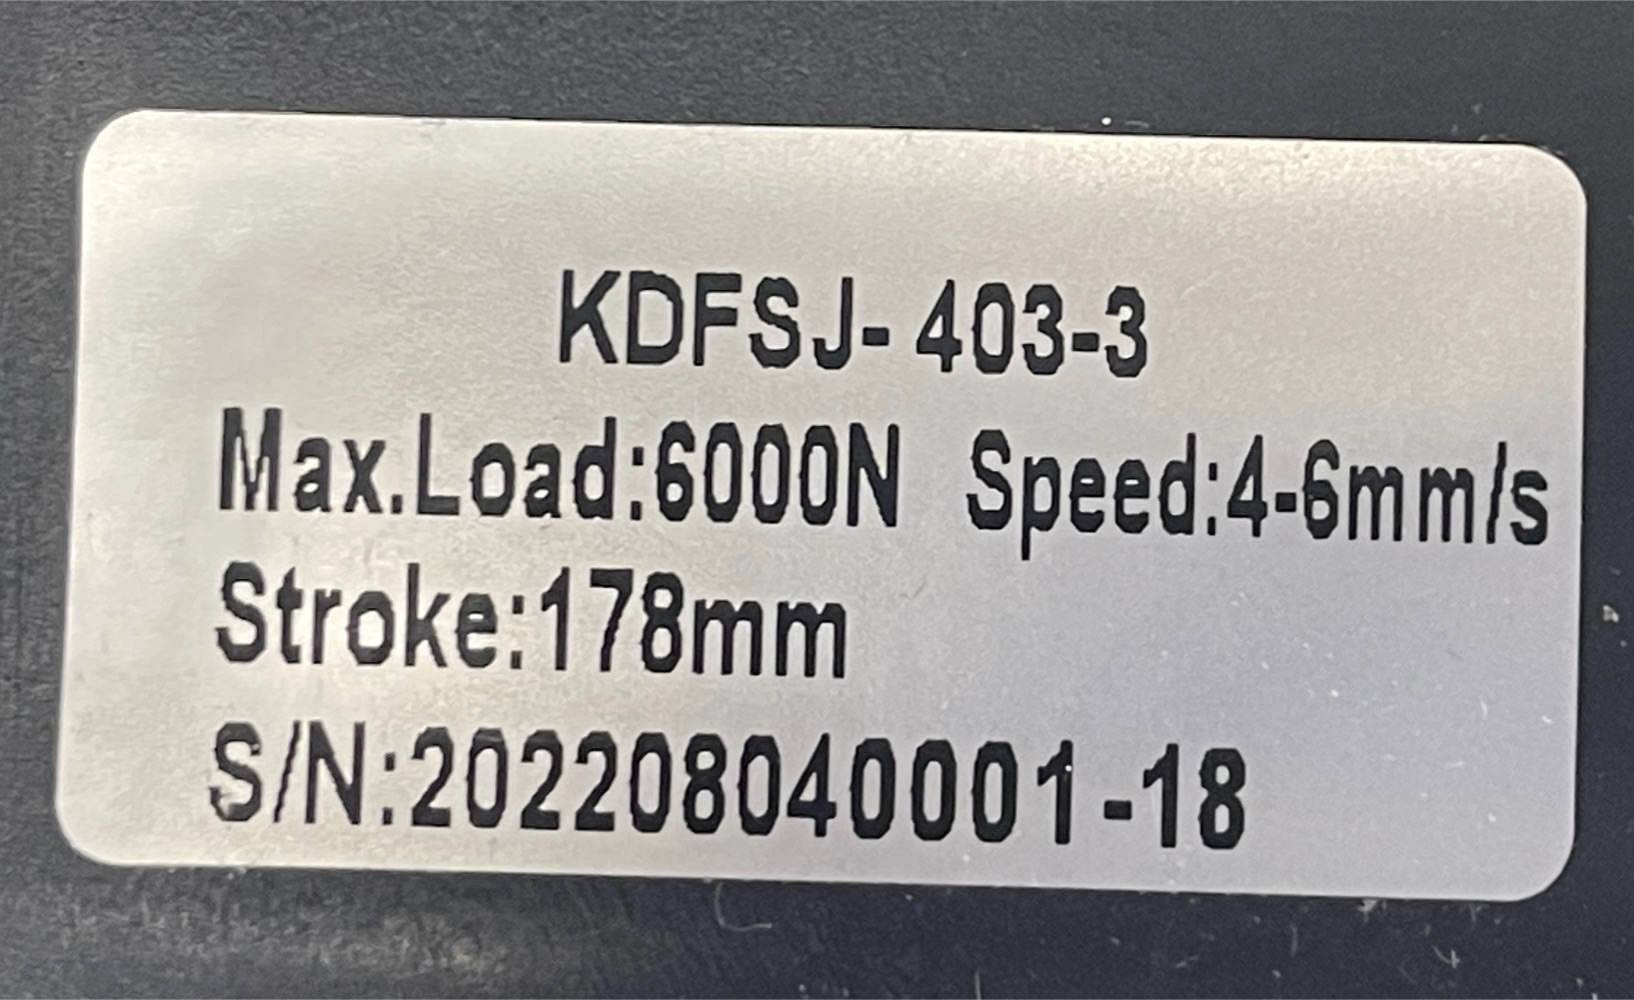 KDFSJ- 403-3
Max.Load:6000N Speed:4-6mm/s
Stroke:178mm
S/N:202208040001-18